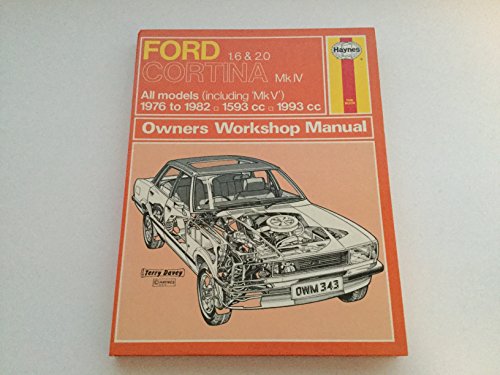 FORD 1.6 & 2.0
CORTINA Mk IV
All models (including 'Mk V')
1976 to 1982 □ 1593 cc □ 1993 cc
Haynes
Owners Workshop Manual
Terry Davey
OWM 343